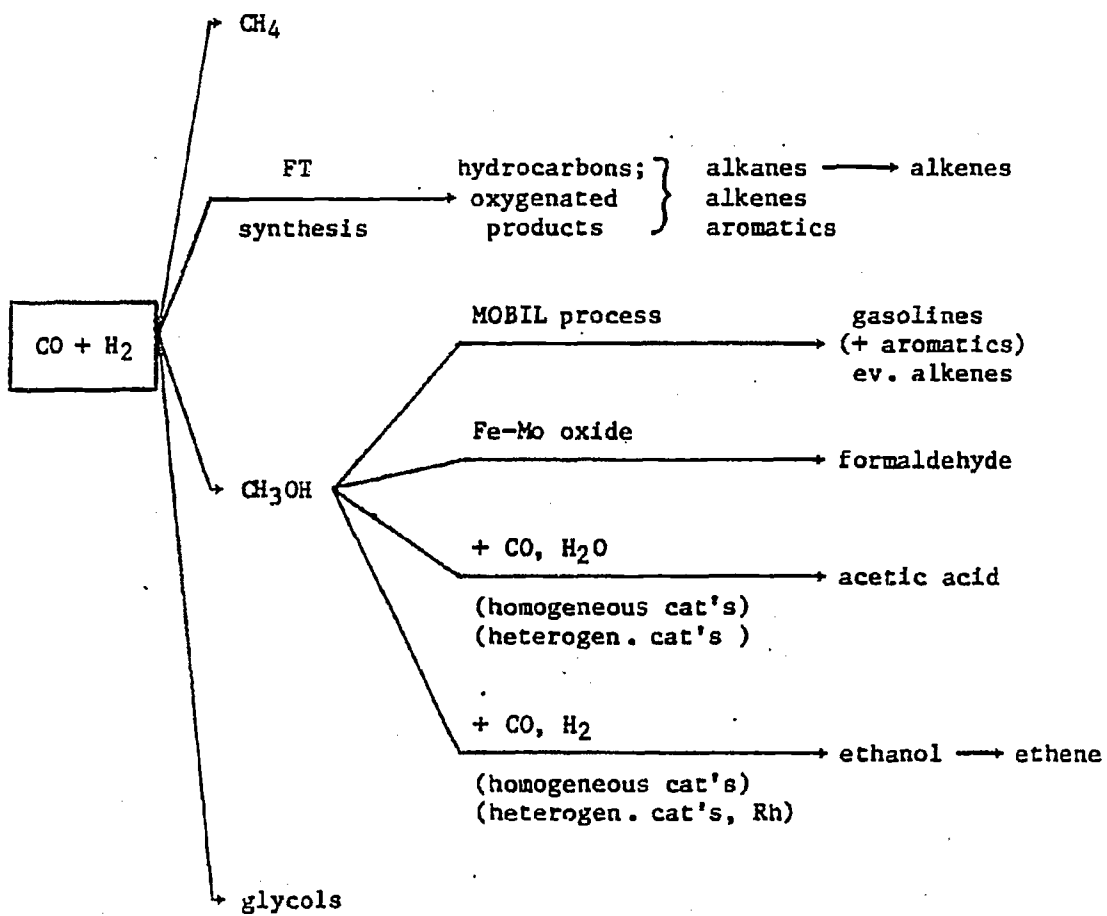 CH4
FT
synthesis
hydrocarbons;
oxygenated
products
alkanes → alkenes
alkenes
aromatics
CO + H2
MOBIL process
gasolines
(+ aromatics)
ev. alkenes
Fe-Mo oxide
formaldehyde
CH3OH
+ CO, H2O
acetic acid
(homogeneous cat's)
(heterogen. cat's )
+ CO, H2
ethanol → ethene
(homogeneous cat's)
(heterogen. cat's, Rh)
glycols